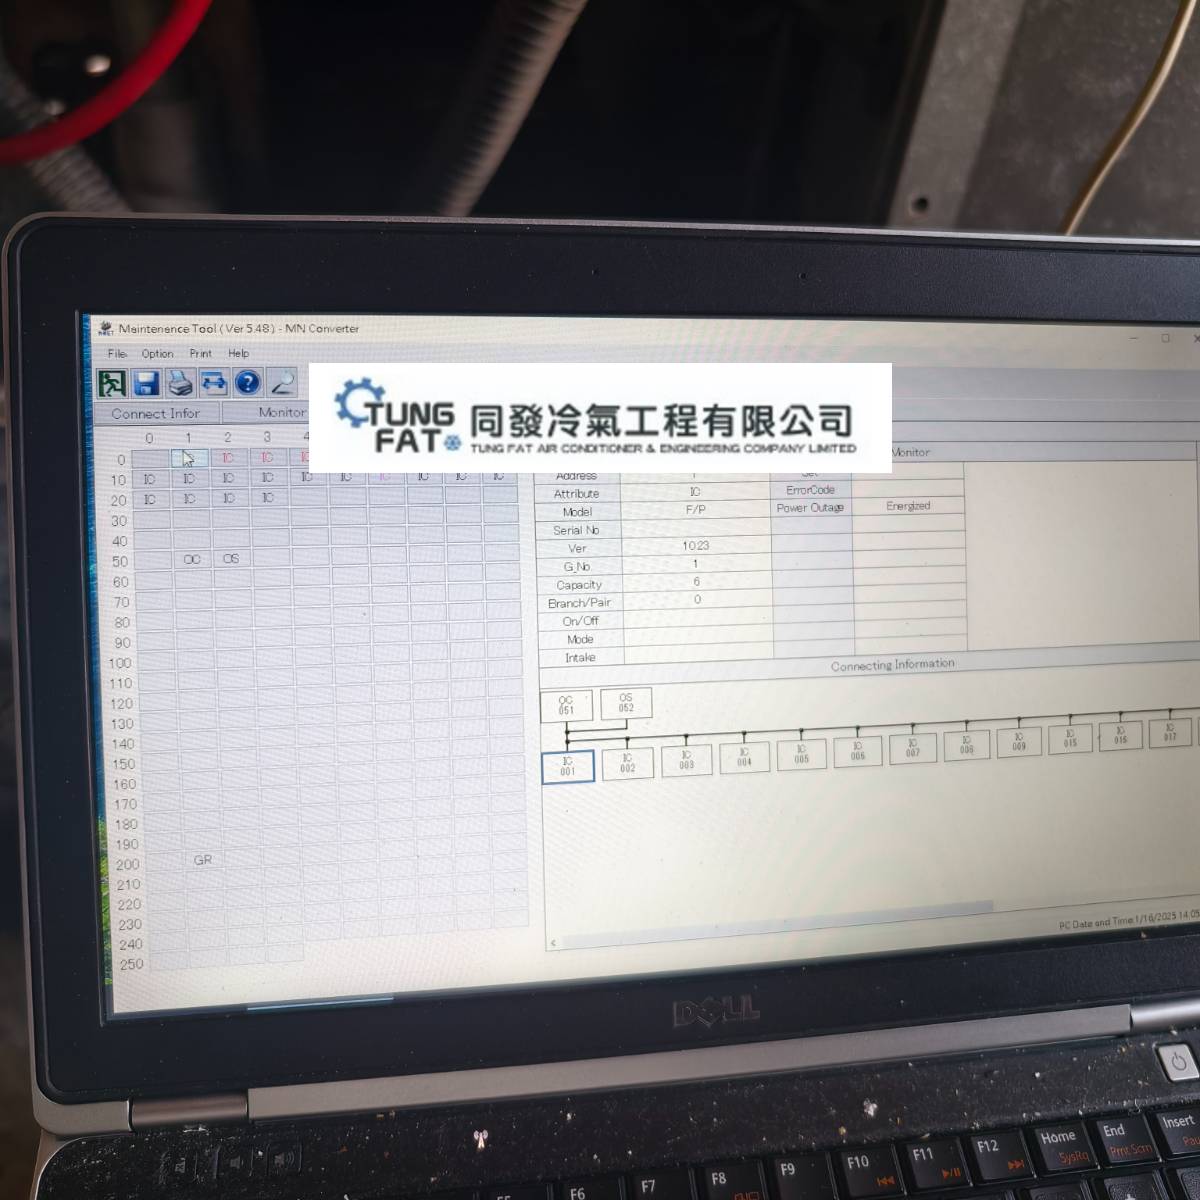 Maintenance Tool ( Ver 5.48 ) - MN Converter
File Option Print Help
Connect Infor Monitor
TUNG FAT
同發冷氣工程有限公司
TUNG FAT AIR CONDITIONER & ENGINEERING COMPANY LIMITED
Monitor
0 1 2 3 4
0 IC IC
10 IC IC IC IC IC IC IC IC IC IC
20 IC IC IC IC
30
40
50 OC OS
60
70
80
90
100
110
120
130
140
150
160
170
180
190
200 GR
210
220
230
240
250
Address 1
Attribute IC ErrorCode
Model F/P Power Outage Energized
Serial No
Ver 1023
G_No. 1
Capacity 6
Branch/Pair 0
On/Off
Mode
Intake
Connecting Information
OC 051
OS 052
IC 001
IC 002
IC 003
IC 004
IC 005
IC 006
IC 007
IC 008
IC 009
IC 015
IC 016
IC 017
PC Date and Time:1/16/2025 14:05
DELL
F6 F7 F8 F9 F10 F11 F12 Home SysRq End Prnt Scrn Insert